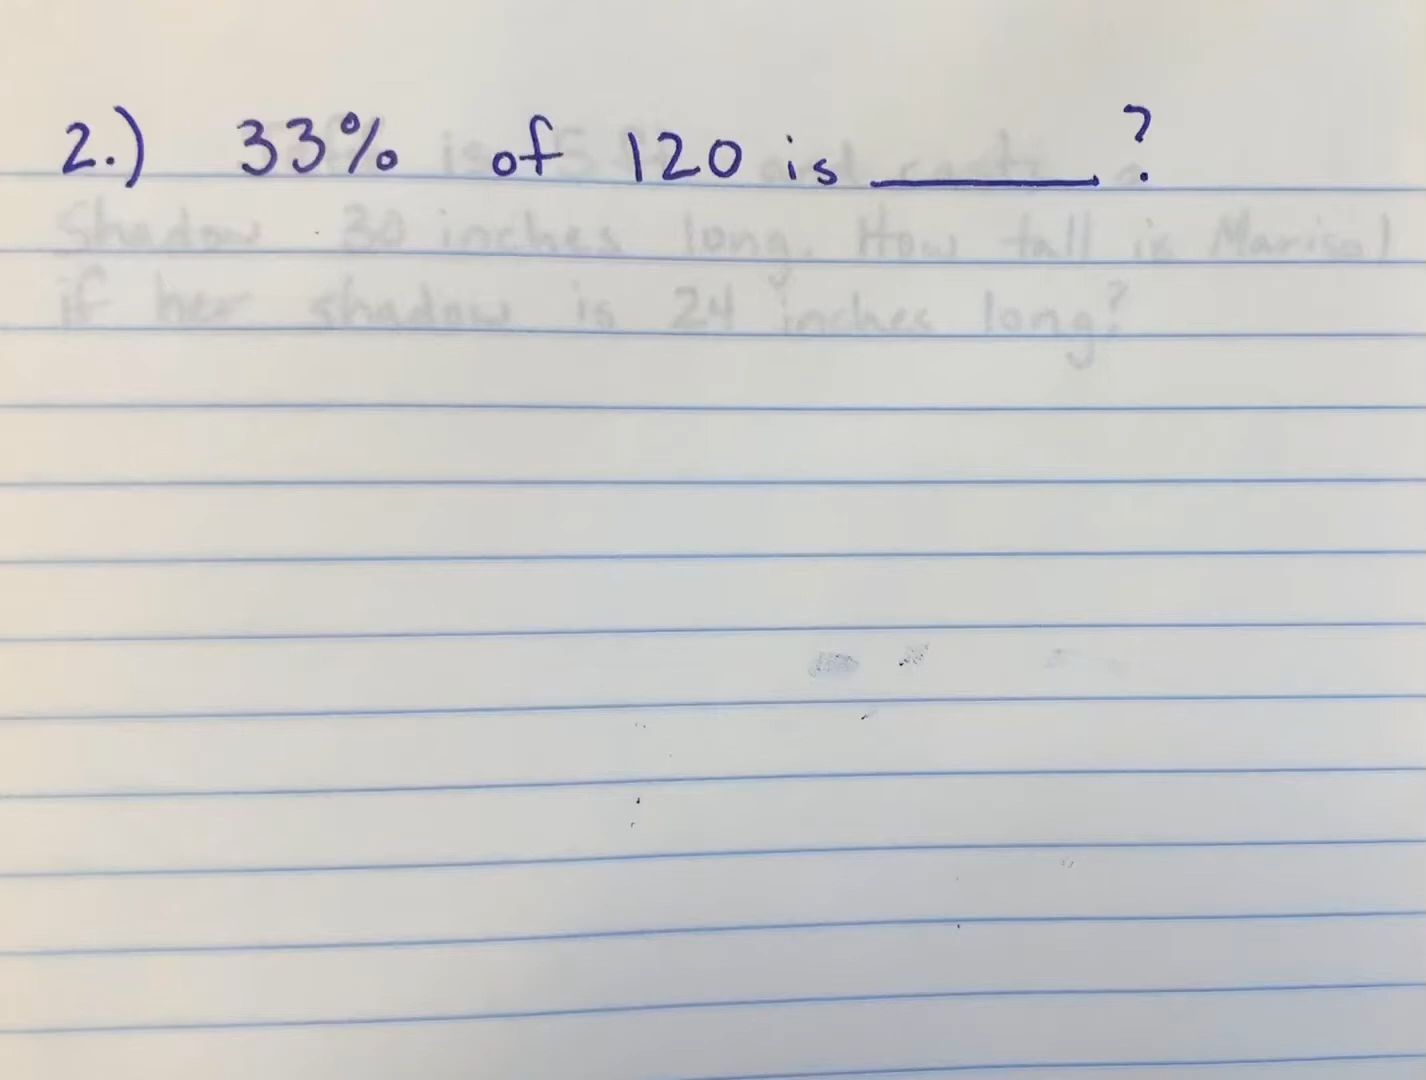 2.) 33% of 120 is ______?
shadow 30 inches long. How tall is Marisol
if her shadow is 24 inches long?